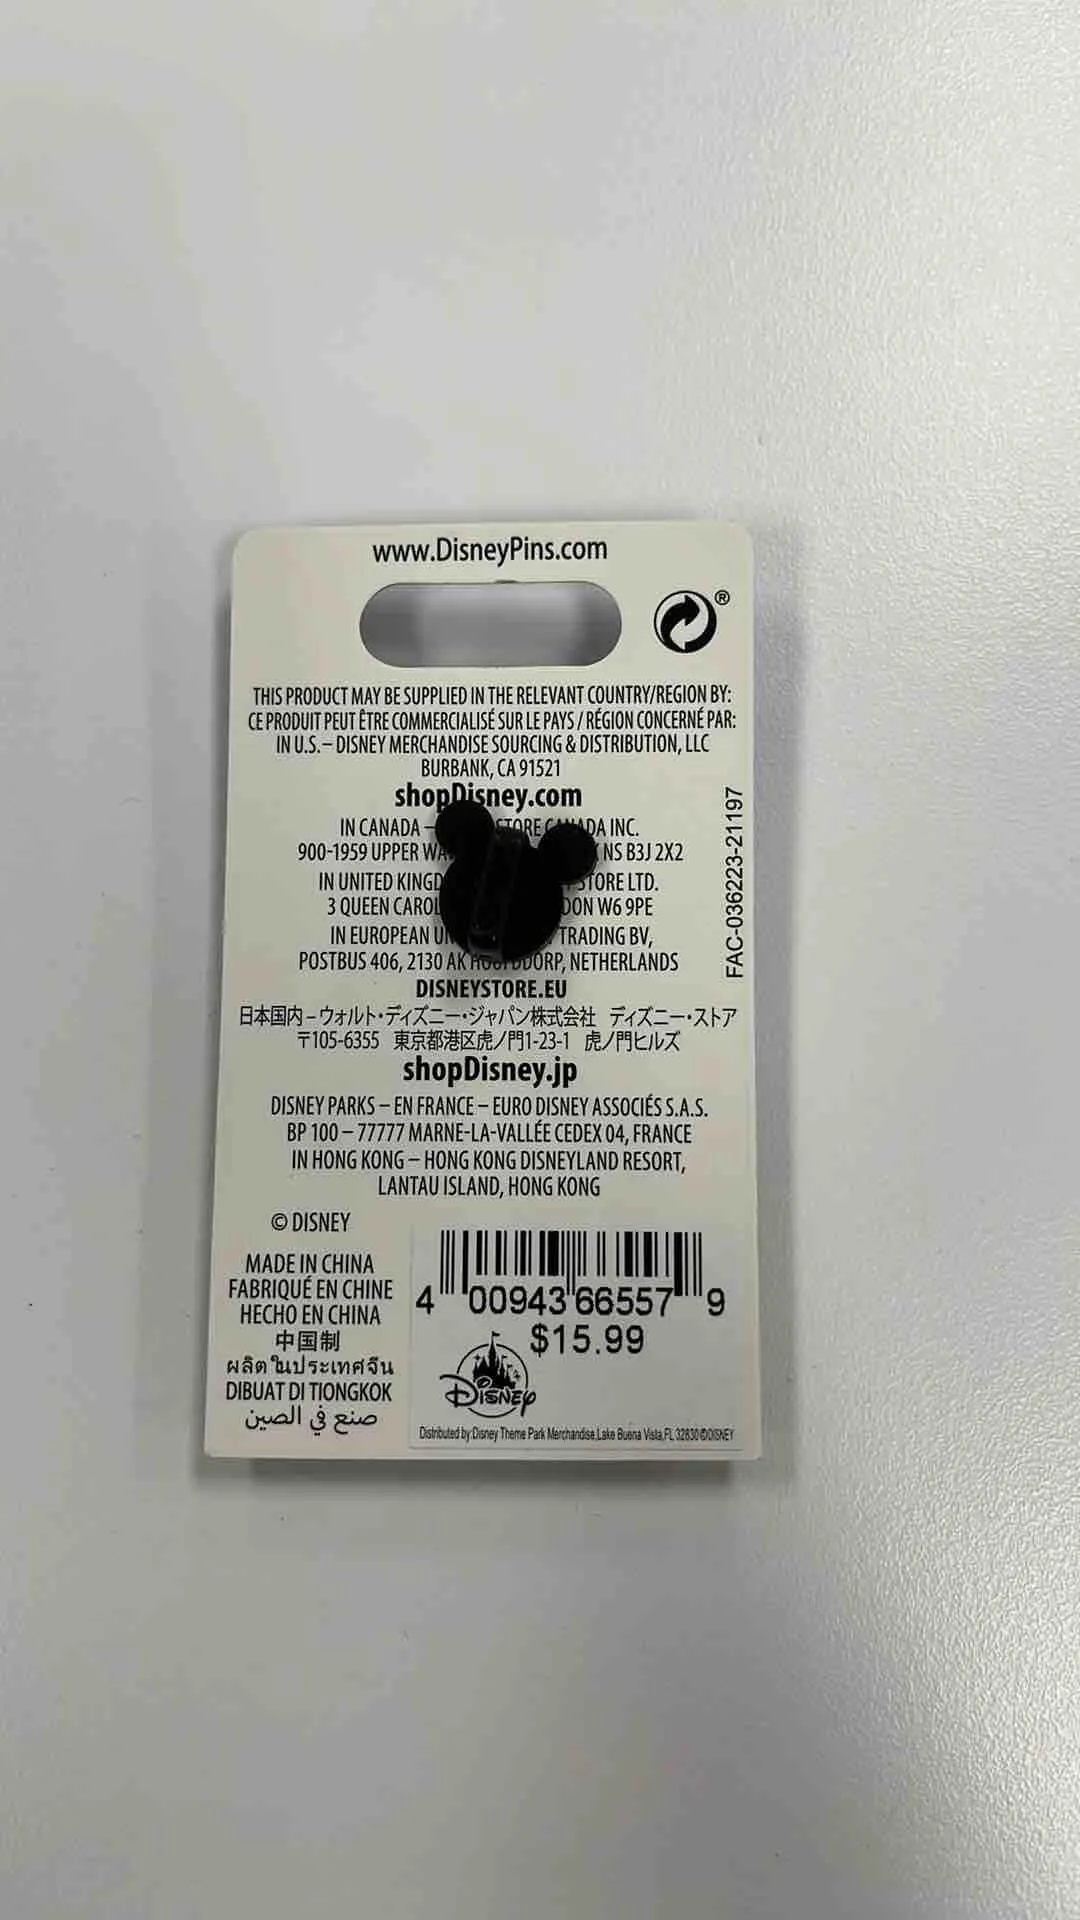 www.DisneyPins.com
®
THIS PRODUCT MAY BE SUPPLIED IN THE RELEVANT COUNTRY/REGION BY:
CE PRODUIT PEUT ÊTRE COMMERCIALISÉ SUR LE PAYS / RÉGION CONCERNÉ PAR:
IN U.S. – DISNEY MERCHANDISE SOURCING & DISTRIBUTION, LLC
BURBANK, CA 91521
shopDisney.com
IN CANADA – STORE CANADA INC.
900-1959 UPPER NS B3J 2X2
IN UNITED STORE LTD.
3 QUEEN W6 9PE
IN EUROPEAN TRADING BV,
POSTBUS 406, 2130 AK HOOFDDORP, NETHERLANDS
DISNEYSTORE.EU
日本国内 – ウォルト・ディズニー・ジャパン株式会社 ディズニー・ストア
〒105-6355 東京都港区虎ノ門1-23-1 虎ノ門ヒルズ
shopDisney.jp
DISNEY PARKS – EN FRANCE – EURO DISNEY ASSOCIÉS S.A.S.
BP 100 – 77777 MARNE-LA-VALLÉE CEDEX 04, FRANCE
IN HONG KONG – HONG KONG DISNEYLAND RESORT,
LANTAU ISLAND, HONG KONG
FAC-036223-21197
© DISNEY
MADE IN CHINA
FABRIQUÉ EN CHINE
HECHO EN CHINA
中国制
ผลิตในประเทศจีน
DIBUAT DI TIONGKOK
صنع في الصين
4 00943 66557 9
$15.99
DISNEY
Distributed by:Disney Theme Park Merchandise,Lake Buena Vista,FL 32830 ©DISNEY